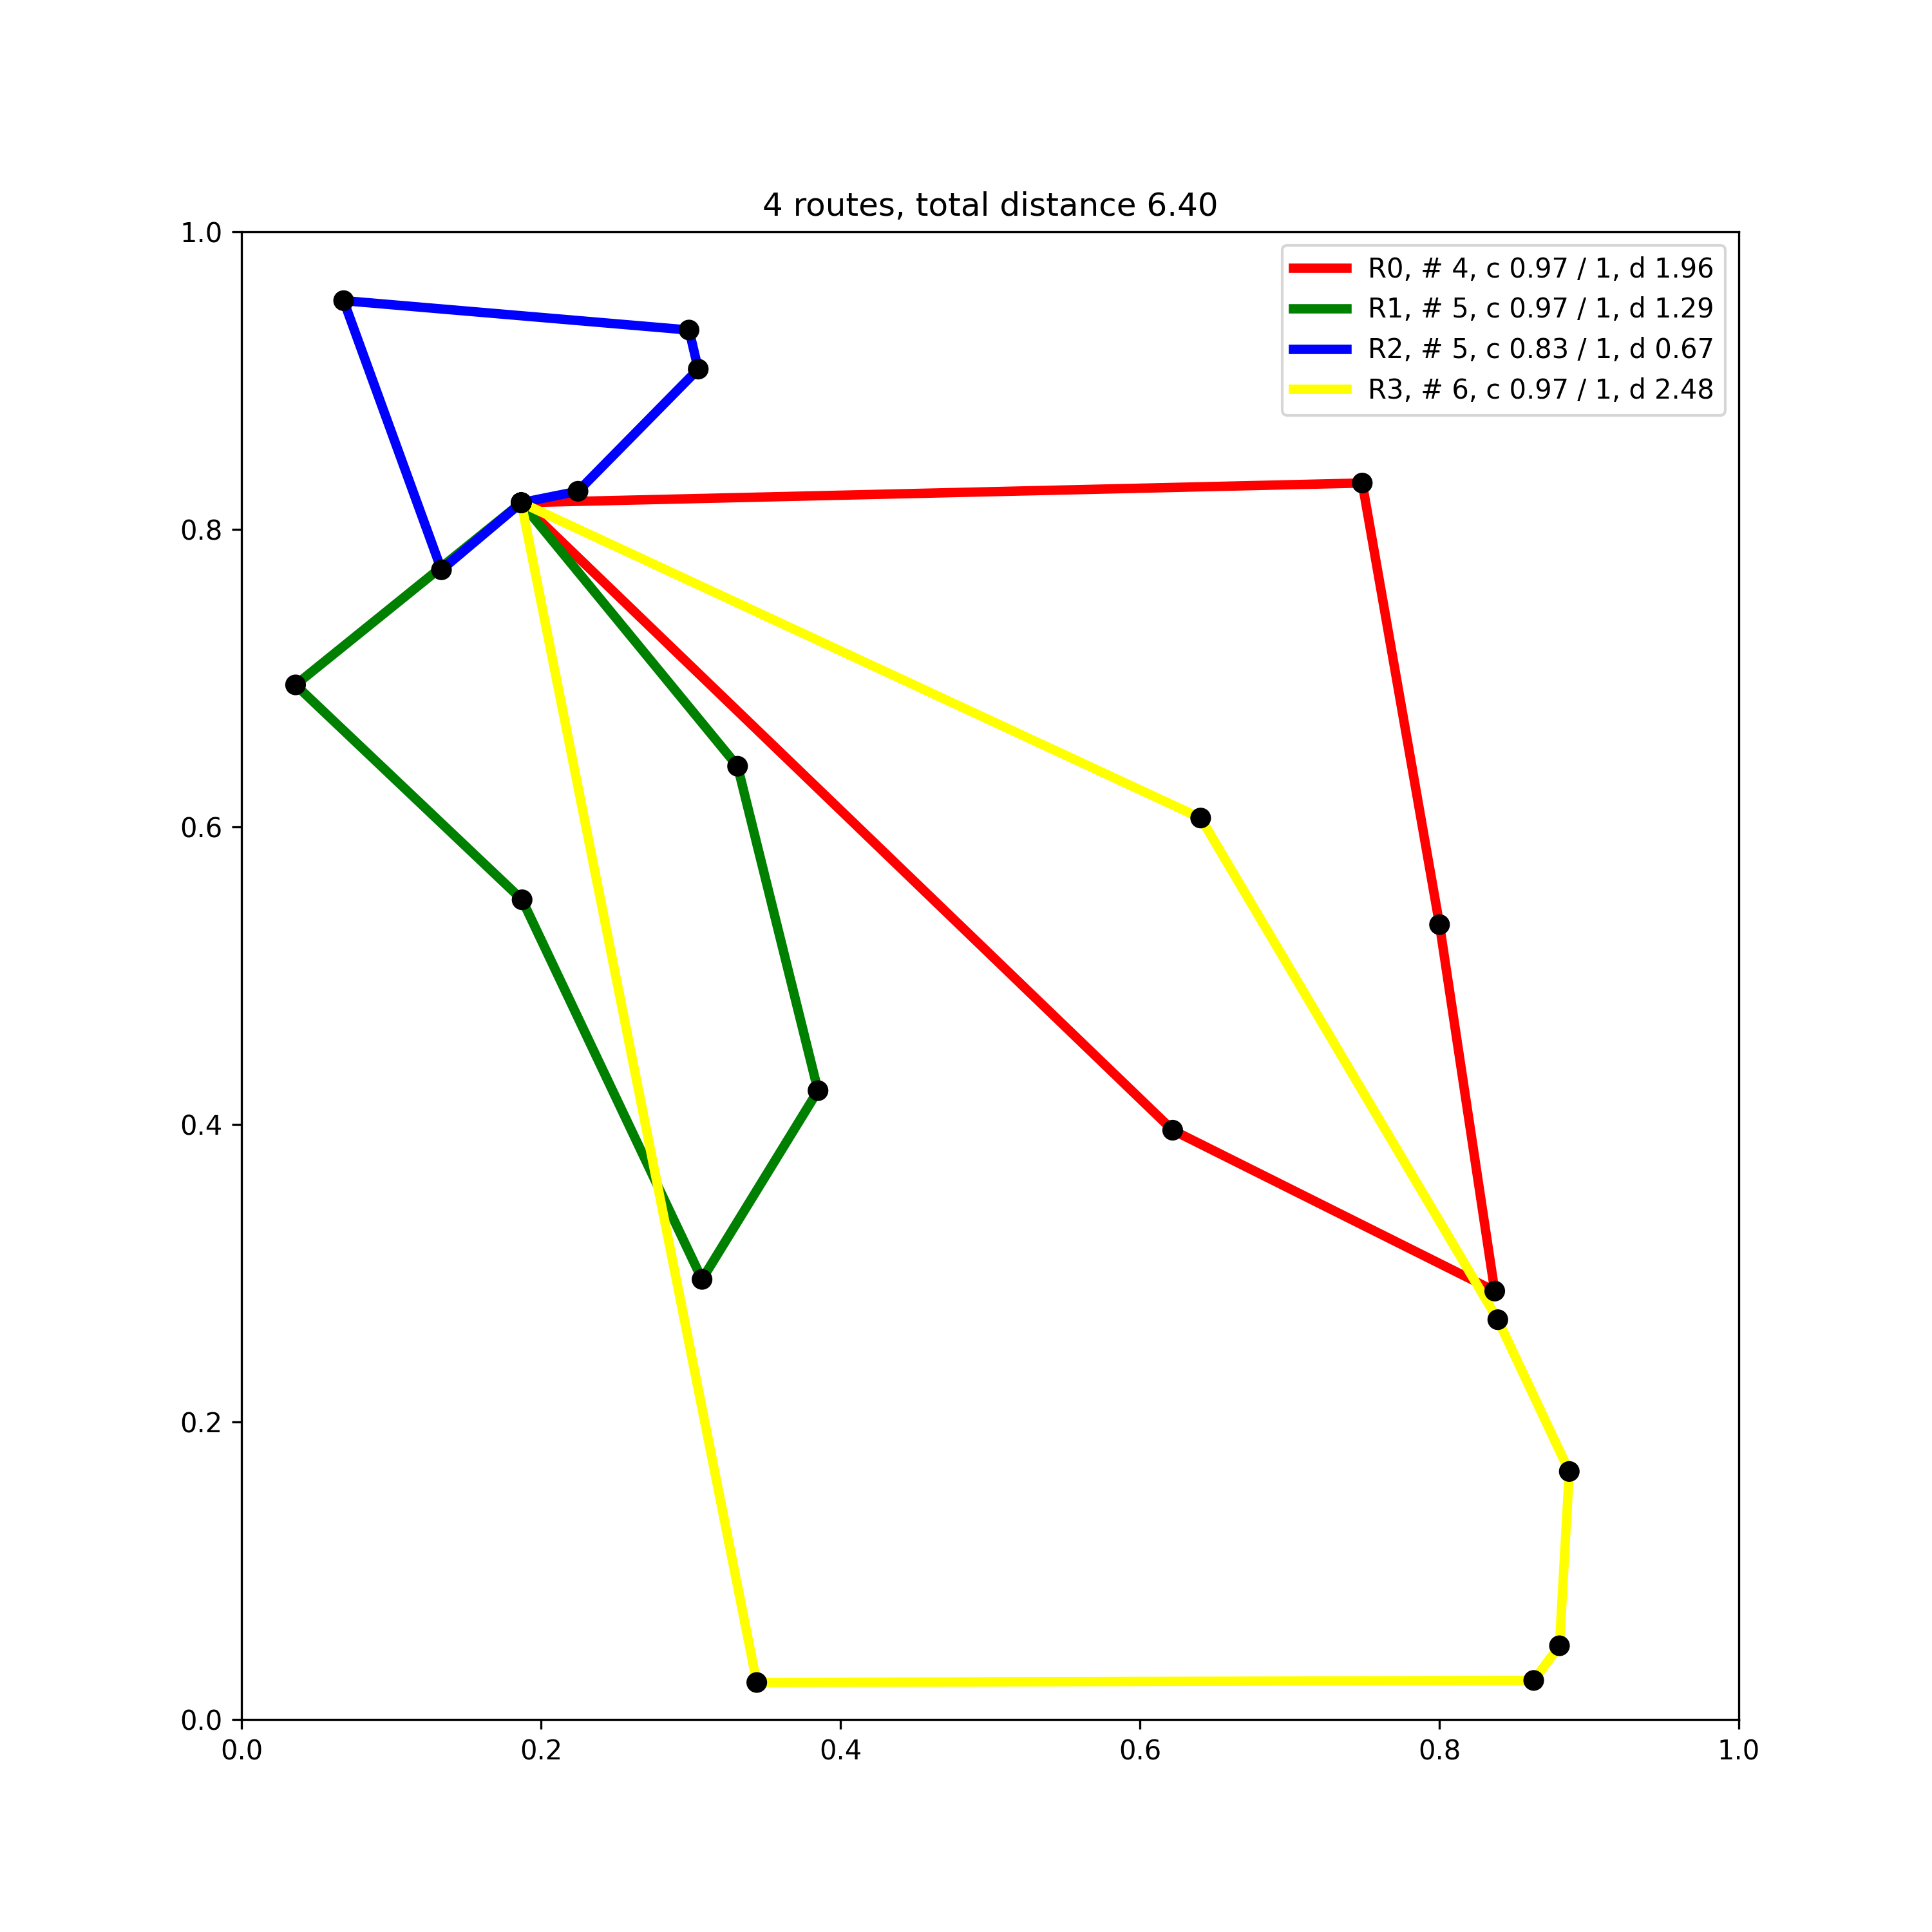 4 routes, total distance 6.40
R0, # 4, c 0.97 / 1, d 1.96
R1, # 5, c 0.97 / 1, d 1.29
R2, # 5, c 0.83 / 1, d 0.67
R3, # 6, c 0.97 / 1, d 2.48
1.0
0.8
0.6
0.4
0.2
0.0
0.0 0.2 0.4 0.6 0.8 1.0